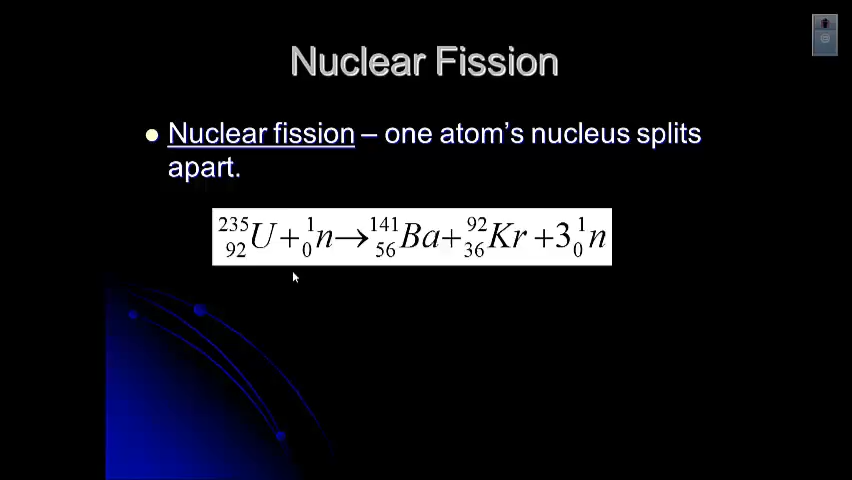 Nuclear Fission
● Nuclear fission – one atom’s nucleus splits
apart.
²³⁵₉₂U + ¹₀n → ¹⁴¹₅₆Ba + ⁹²₃₆Kr + 3¹₀n